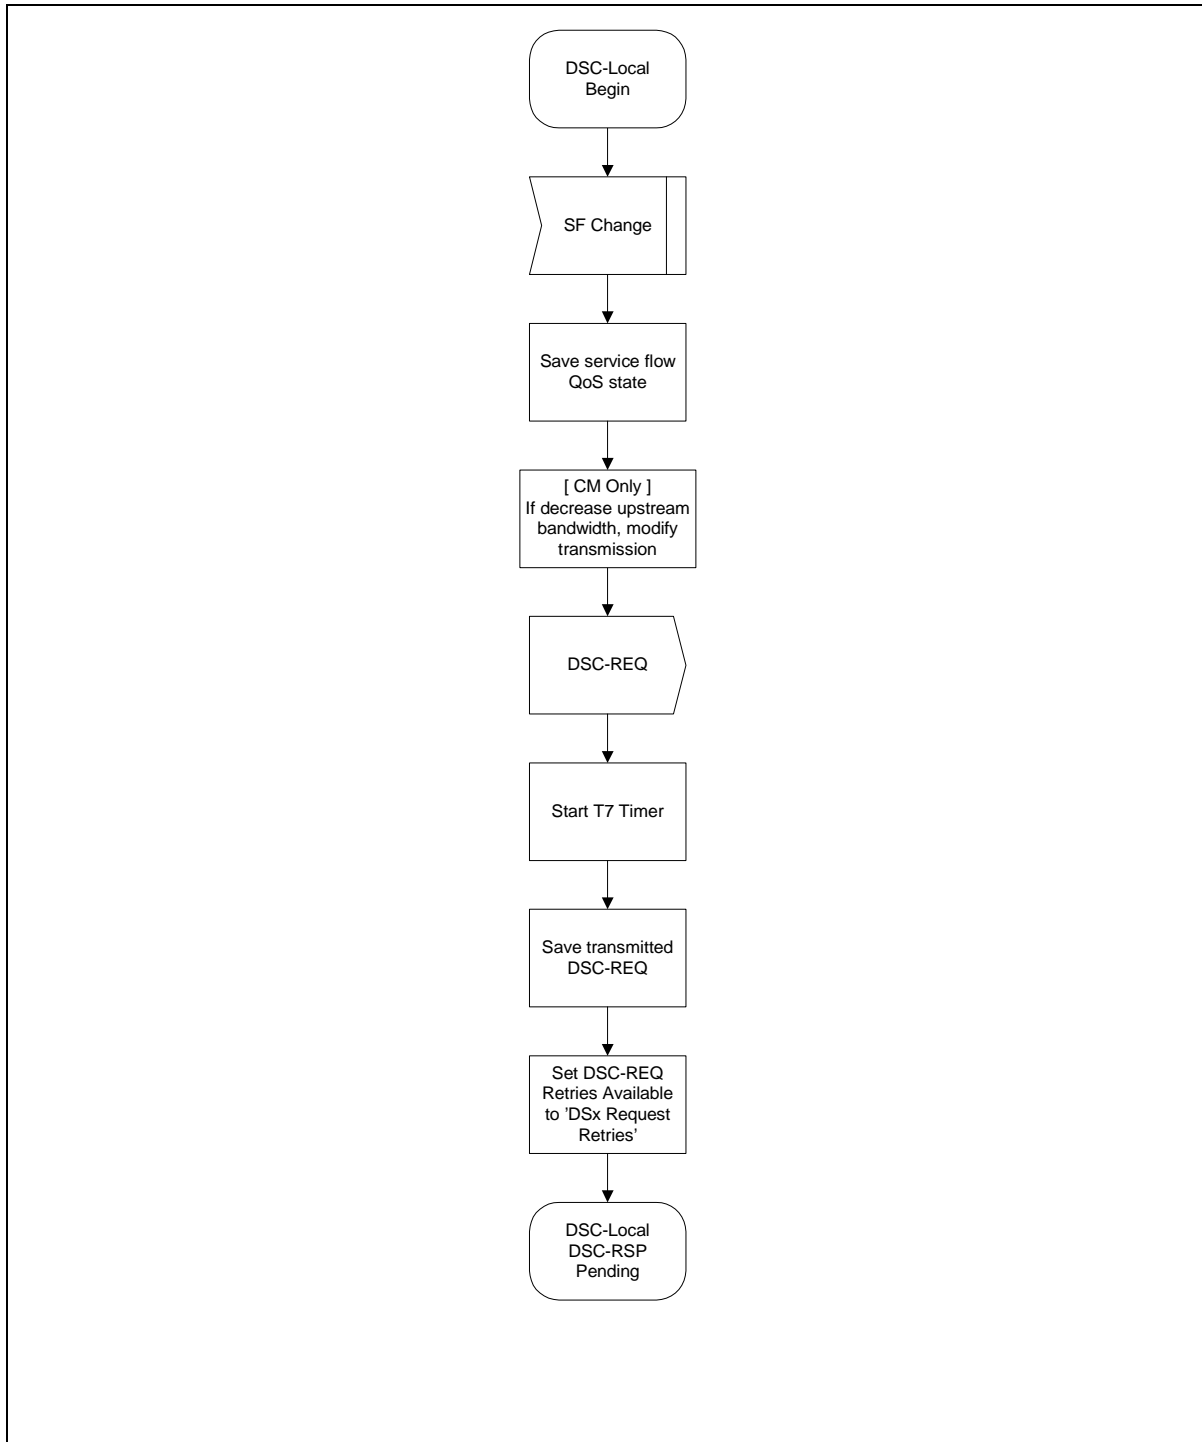 DSC-Local
Begin
SF Change
Save service flow
QoS state
[ CM Only ]
If decrease upstream
bandwidth, modify
transmission
DSC-REQ
Start T7 Timer
Save transmitted
DSC-REQ
Set DSC-REQ
Retries Available
to ’DSx Request
Retries’
DSC-Local
DSC-RSP
Pending